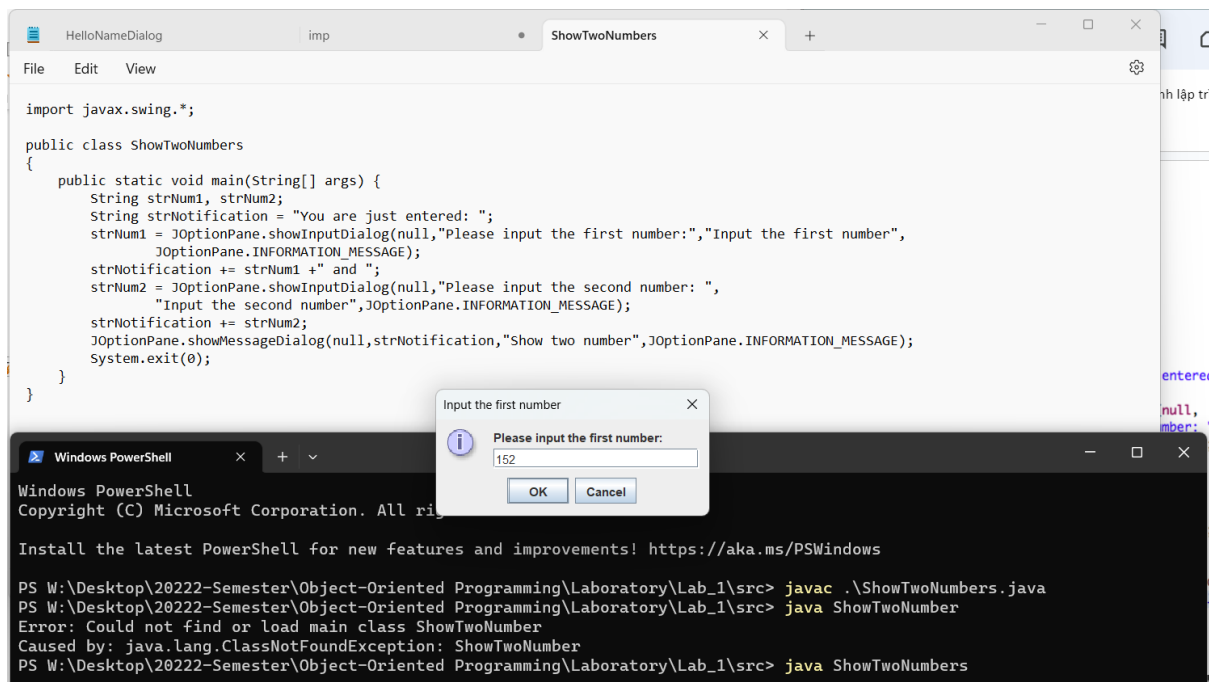 HelloNameDialog
imp
ShowTwoNumbers
File Edit View
import javax.swing.*;
public class ShowTwoNumbers
{
public static void main(String[] args) {
String strNum1, strNum2;
String strNotification = "You are just entered: ";
strNum1 = JOptionPane.showInputDialog(null,"Please input the first number:","Input the first number",
JOptionPane.INFORMATION_MESSAGE);
strNotification += strNum1 +" and ";
strNum2 = JOptionPane.showInputDialog(null,"Please input the second number: ",
"Input the second number",JOptionPane.INFORMATION_MESSAGE);
strNotification += strNum2;
JOptionPane.showMessageDialog(null,strNotification,"Show two number",JOptionPane.INFORMATION_MESSAGE);
System.exit(0);
}
}
lập
null,
Input the first number
Please input the first number:
152
OK Cancel
Windows PowerShell
Windows PowerShell
Copyright (C) Microsoft Corporation. All
Install the latest PowerShell for new features and improvements! https://aka.ms/PSWindows
PS W:\Desktop\20222-Semester\Object-Oriented Programming\Laboratory\Lab_1\src> javac .\ShowTwoNumbers.java
PS W:\Desktop\20222-Semester\Object-Oriented Programming\Laboratory\Lab_1\src> java ShowTwoNumber
Error: Could not find or load main class ShowTwoNumber
Caused by: java.lang.ClassNotFoundException: ShowTwoNumber
PS W:\Desktop\20222-Semester\Object-Oriented Programming\Laboratory\Lab_1\src> java ShowTwoNumbers